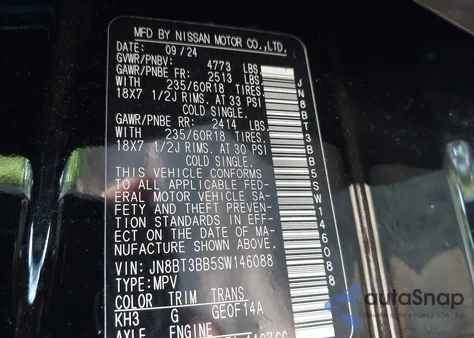 MFD BY NISSAN MOTOR CO.,LTD.
DATE: 09/24
GVWR/PNBV: 4773 LBS
GAWR/PNBE FR: 2513 LBS.
WITH 235/60R18 TIRES
18X7 1/2J RIMS. AT 33 PSI
COLD SINGLE.
GAWR/PNBE RR: 2414 LBS.
WITH 235/60R18 TIRES
18X7 1/2J RIMS. AT 30 PSI
COLD SINGLE.
THIS VEHICLE CONFORMS
TO ALL APPLICABLE FED-
ERAL MOTOR VEHICLE SA-
FETY AND THEFT PREVEN-
TION STANDARDS IN EFF-
ECT ON THE DATE OF MA-
NUFACTURE SHOWN ABOVE.
VIN: JN8BT3BB5SW146088
TYPE:MPV
COLOR TRIM TRANS
KH3 G GE0F14A
AXLE ENGINE
JN8BT3BB5SW146088
autoSnap